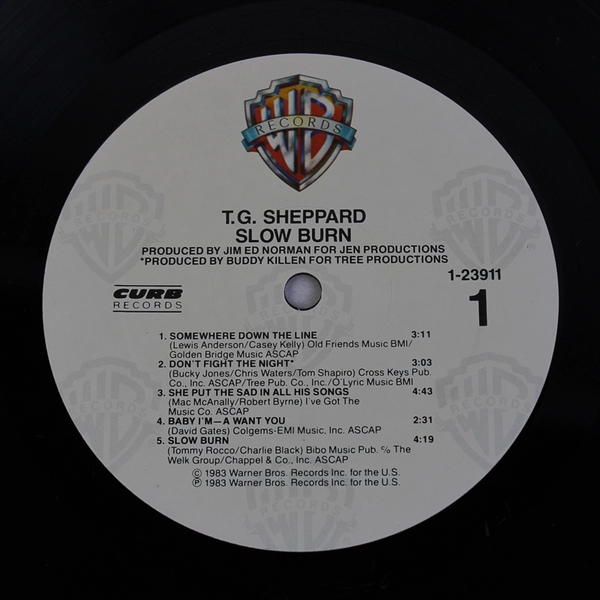 WB
RECORDS
T.G. SHEPPARD
SLOW BURN
PRODUCED BY JIM ED NORMAN FOR JEN PRODUCTIONS
*PRODUCED BY BUDDY KILLEN FOR TREE PRODUCTIONS
1-23911
CURB
RECORDS
1
1. SOMEWHERE DOWN THE LINE 3:11
(Lewis Anderson/Casey Kelly) Old Friends Music BMI/
Golden Bridge Music ASCAP
2. DON'T FIGHT THE NIGHT* 3:03
(Bucky Jones/Chris Waters/Tom Shapiro) Cross Keys Pub.
Co., Inc. ASCAP/Tree Pub. Co., Inc./O'Lyric Music BMI
3. SHE PUT THE SAD IN ALL HIS SONGS 4:43
(Mac McAnally/Robert Byrne) I've Got The
Music Co. ASCAP
4. BABY I'M—A WANT YOU 2:31
(David Gates) Colgems-EMI Music, Inc. ASCAP
5. SLOW BURN 4:19
(Tommy Rocco/Charlie Black) Bibo Music Pub. c/o The
Welk Group/Chappel & Co., Inc. ASCAP
© 1983 Warner Bros. Records Inc. for the U.S.
℗ 1983 Warner Bros. Records Inc. for the U.S.